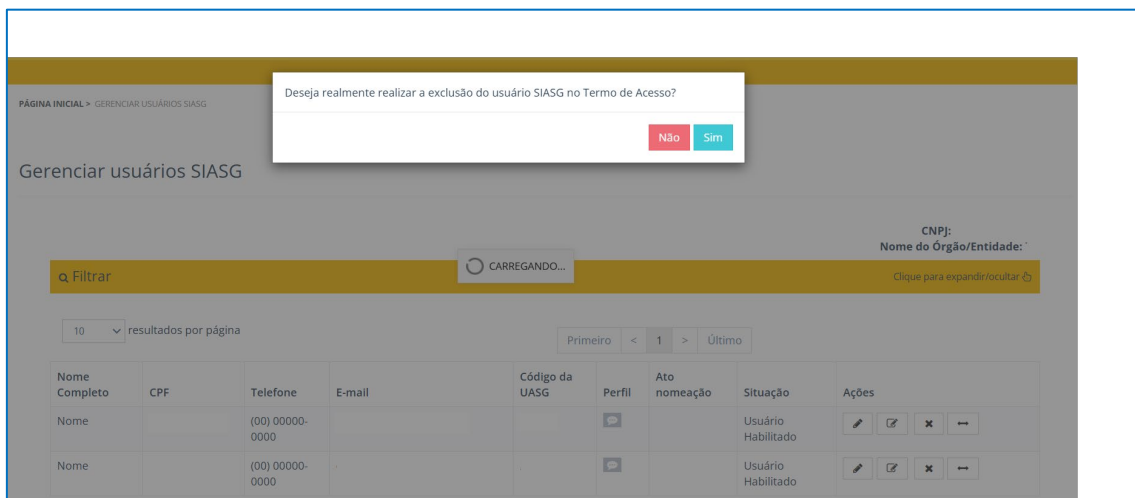 Deseja realmente realizar a exclusão do usuário SIASG no Termo de Acesso?
Não Sim
PÁGINA INICIAL > GERENCIAR USUÁRIOS SIASG
Gerenciar usuários SIASG
CNPJ:
Nome do Órgão/Entidade:
CARREGANDO...
Filtrar Clique para expandir/ocultar
10 resultados por página Primeiro < 1 > Último
Nome Completo CPF Telefone E-mail Código da UASG Perfil Ato nomeação Situação Ações
Nome (00) 00000-0000 Usuário Habilitado
Nome (00) 00000-0000 Usuário Habilitado